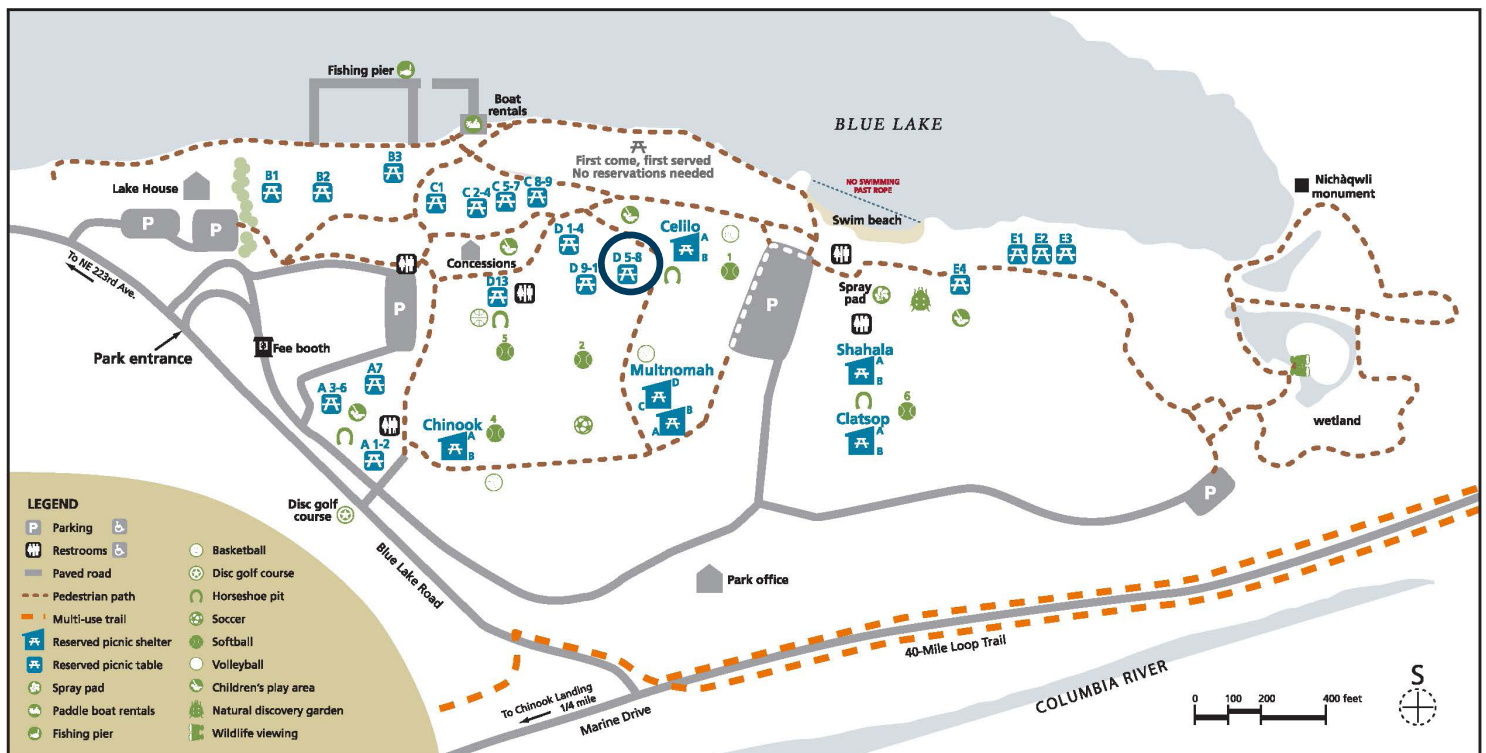 Fishing pier
Boat
rentals
BLUE LAKE
First come, first served
No reservations needed
NO SWIMMING
PAST ROPE
Swim beach
Nichàqwli
monument
Lake House
B1
B2
B3
C1
C 2-4
C 5-7
C 8-9
P
P
Concessions
D 1-4
D 5-8
D 9-1
D13
Celilo
A
B
1
P
P
E1
E2
E3
E4
Spray
pad
To NE 223rd Ave.
Park entrance
Fee booth
5
2
Multnomah
D
C
B
A
Shahala
A
B
6
Clatsop
A
B
wetland
A7
A 3-6
A 1-2
Chinook
A
B
4
P
Disc golf
course
Blue Lake Road
Park office
40-Mile Loop Trail
To Chinook Landing
1/4 mile
Marine Drive
COLUMBIA RIVER
0 100 200 400 feet
S
LEGEND
P Parking
Restrooms
Paved road
Pedestrian path
Multi-use trail
Reserved picnic shelter
Reserved picnic table
Spray pad
Paddle boat rentals
Fishing pier
Basketball
Disc golf course
Horseshoe pit
Soccer
Softball
Volleyball
Children's play area
Natural discovery garden
Wildlife viewing